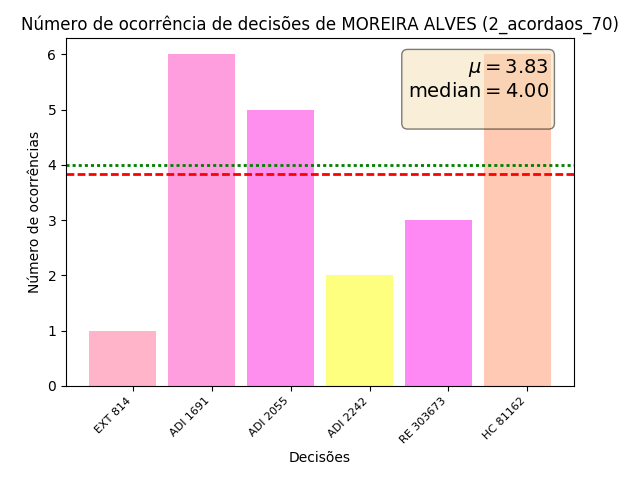 Número de ocorrência de decisões de MOREIRA ALVES (2_acordaos_70)
μ = 3.83
median = 4.00
Número de ocorrências
6
5
4
3
2
1
0
EXT 814
ADI 1691
ADI 2055
ADI 2242
RE 303673
HC 81162
Decisões